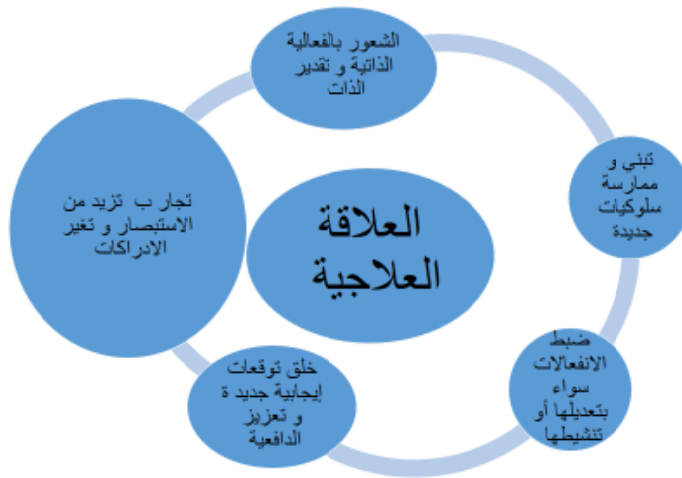 الشعور بالفعالية
الذاتية و تقدير
الذات
تبني و
ممارسة
سلوكيات
جديدة
ضبط
الانفعالات
سواء
بتعديلها أو
تنشيطها
خلق توقعات
إيجابية جديد ة
و تعزيز
الدافعية
تجار ب تزيد من
الاستبصار و تغير
الادراكات
العلاقة
العلاجية